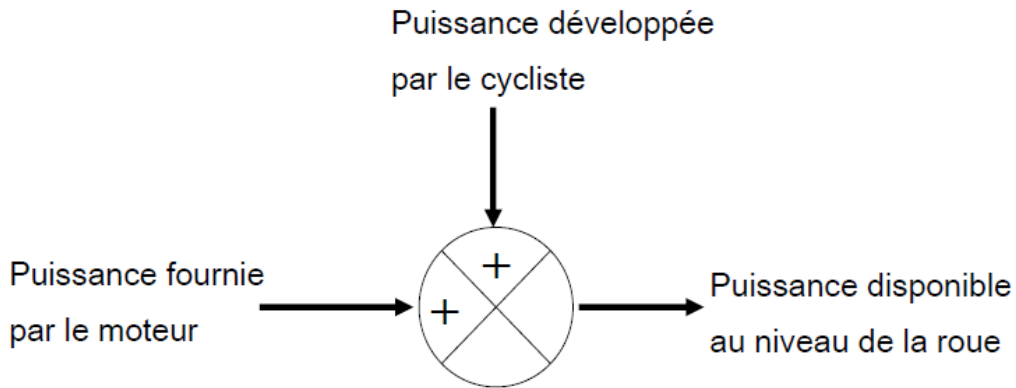 Puissance développée
par le cycliste
+
Puissance fournie
par le moteur
+
Puissance disponible
au niveau de la roue